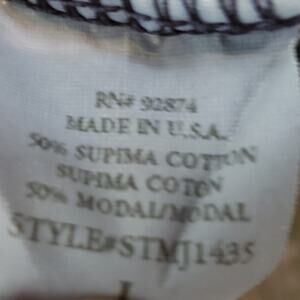 RN# 92874
MADE IN U.S.A.
50% SUPIMA COTTON
SUPIMA COTON
50% MODAL/MODAL
STYLE#STMJ1435
L